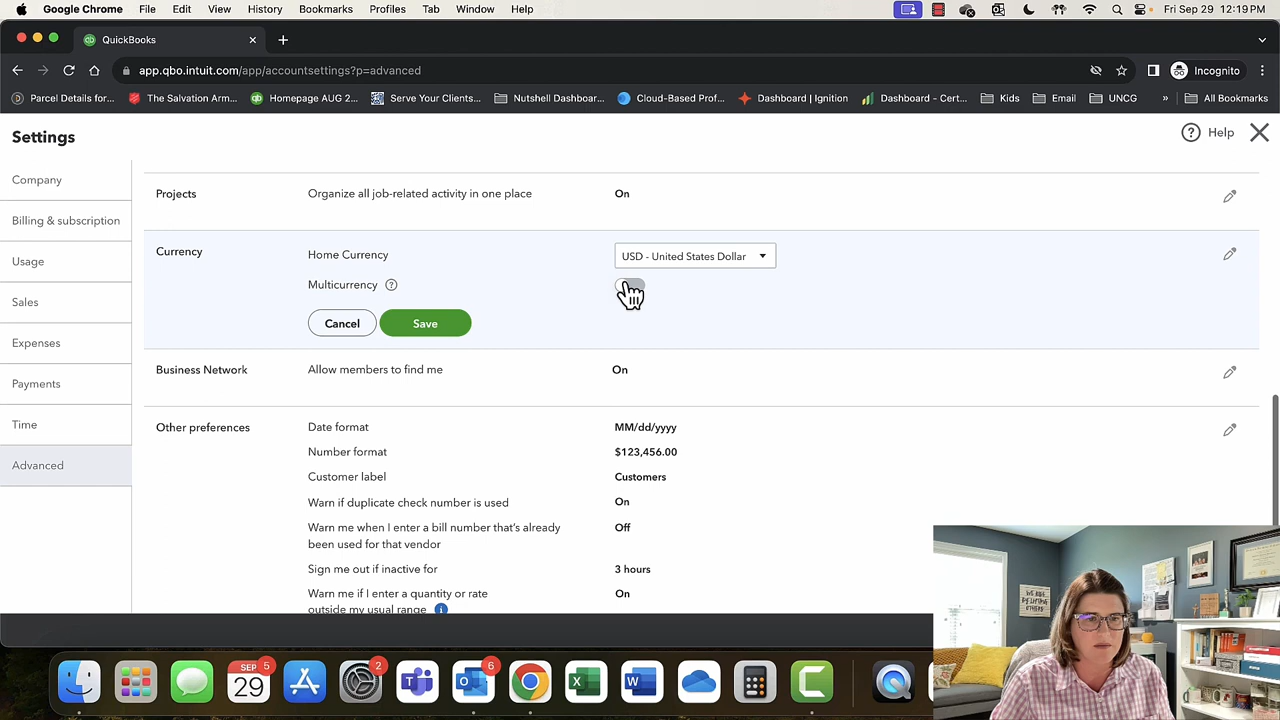 Google Chrome File Edit View History Bookmarks Profiles Tab Window Help Fri Sep 29 12:19 PM
QuickBooks
app.qbo.intuit.com/app/accountsettings?p=advanced Incognito
Parcel Details for... The Salvation Arm... Homepage AUG 2... Serve Your Clients... Nutshell Dashboar... Cloud-Based Prof... Dashboard | Ignition Dashboard - Cert... Kids Email UNCG » All Bookmarks
Settings
? Help
Company
Billing & subscription
Usage
Sales
Expenses
Payments
Time
Advanced
Projects Organize all job-related activity in one place On
Currency Home Currency USD - United States Dollar
Multicurrency ?
Cancel Save
Business Network Allow members to find me On
Other preferences Date format MM/dd/yyyy
Number format $123,456.00
Customer label Customers
Warn if duplicate check number is used On
Warn me when I enter a bill number that's already Off
been used for that vendor
Sign me out if inactive for 3 hours
Warn me if I enter a quantity or rate On
outside my usual range i
SEP 5
29
2
6